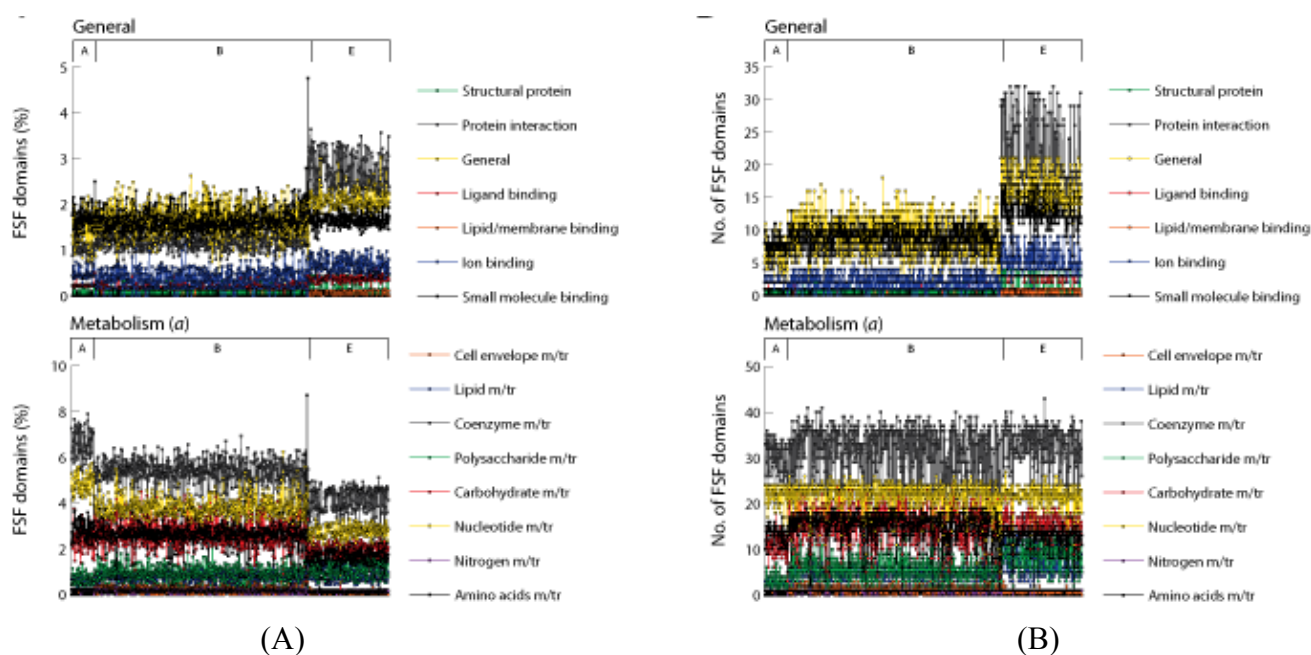 General
A B E
FSF domains (%)
5
4
3
2
1
0
Structural protein
Protein interaction
General
Ligand binding
Lipid/membrane binding
Ion binding
Small molecule binding
Metabolism (a)
A B E
FSF domains (%)
10
8
6
4
2
0
Cell envelope m/tr
Lipid m/tr
Coenzyme m/tr
Polysaccharide m/tr
Carbohydrate m/tr
Nucleotide m/tr
Nitrogen m/tr
Amino acids m/tr
(A)
General
A B E
No. of FSF domains
35
30
25
20
15
10
5
0
Structural protein
Protein interaction
General
Ligand binding
Lipid/membrane binding
Ion binding
Small molecule binding
Metabolism (a)
A B E
No. of FSF domains
50
40
30
20
10
0
Cell envelope m/tr
Lipid m/tr
Coenzyme m/tr
Polysaccharide m/tr
Carbohydrate m/tr
Nucleotide m/tr
Nitrogen m/tr
Amino acids m/tr
(B)